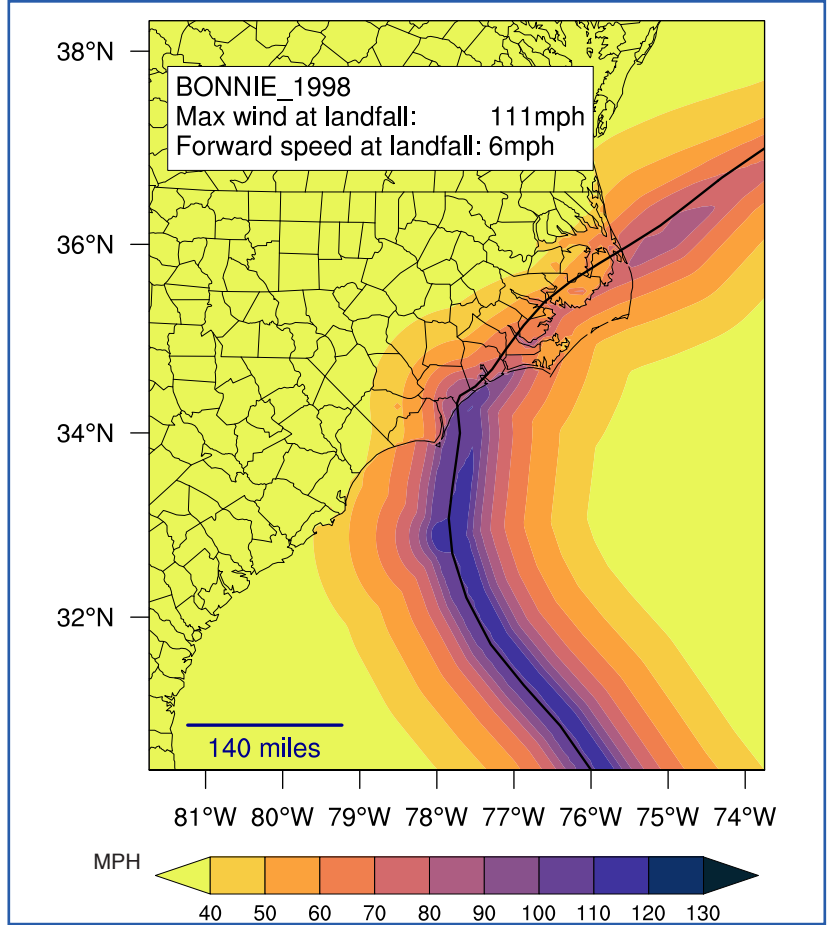 38°N
BONNIE_1998
Max wind at landfall: 111mph
Forward speed at landfall: 6mph
36°N
34°N
32°N
140 miles
81°W 80°W 79°W 78°W 77°W 76°W 75°W 74°W
MPH
40 50 60 70 80 90 100 110 120 130